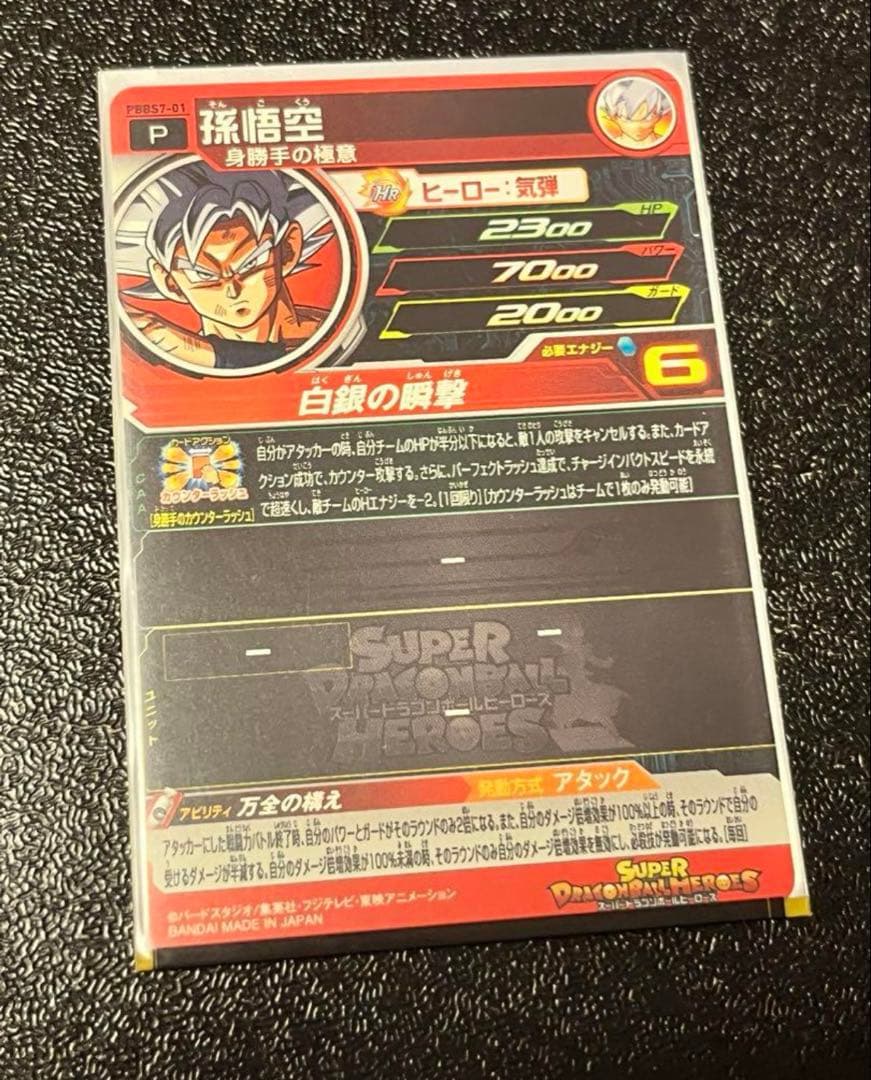 PBBS7-01
P
そん ご くう
孫悟空
身勝手の極意
HR ヒーロー:気弾
HP
2300
パワー
7000
ガード
2000
必要エナジー 6
はく ぎん しゅん げき
白銀の瞬撃
CAA
カードアクション
カウンターラッシュ
[身勝手のカウンターラッシュ]
自分がアタッカーの時、自分チームのHPが半分以下になると、敵1人の攻撃をキャンセルする。また、カードア
クション成功で、カウンター攻撃する。さらに、パーフェクトラッシュ達成で、チャージインパクトスピードを永続
で超速くし、敵チームのHエナジーを−2。[1回限り][カウンターラッシュはチームで1枚のみ発動可能]
ー
ユニット
ー
ー
ー
SUPER
DRAGONBALL
スーパードラゴンボールヒーローズ
HEROES
アビリティ 万全の構え
発動方式 アタック
アタッカーにした戦闘力バトル終了時、自分のパワーとガードがそのラウンドのみ2倍になる。また、自分のダメージ倍増効果が100%以上の時、そのラウンドで自分の
受けるダメージが半減する。自分のダメージ倍増効果が100%未満の時、そのラウンドのみ自分のダメージ倍増効果を無効にし、必殺技が発動可能になる。[毎回]
©バードスタジオ/集英社・フジテレビ・東映アニメーション
BANDAI MADE IN JAPAN
SUPER
DRAGONBALL HEROES
スーパードラゴンボールヒーローズ